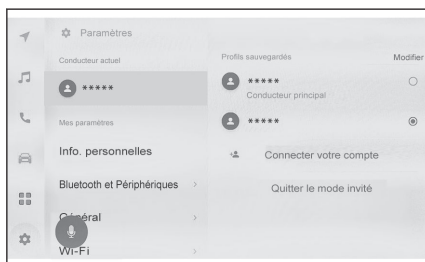 Paramètres
Conducteur actuel
*****
Mes paramètres
Info. personnelles
Bluetooth et Périphériques
Général
Wi-Fi
Profils sauvegardés
Modifier
*****
Conducteur principal
*****
Connecter votre compte
Quitter le mode invité